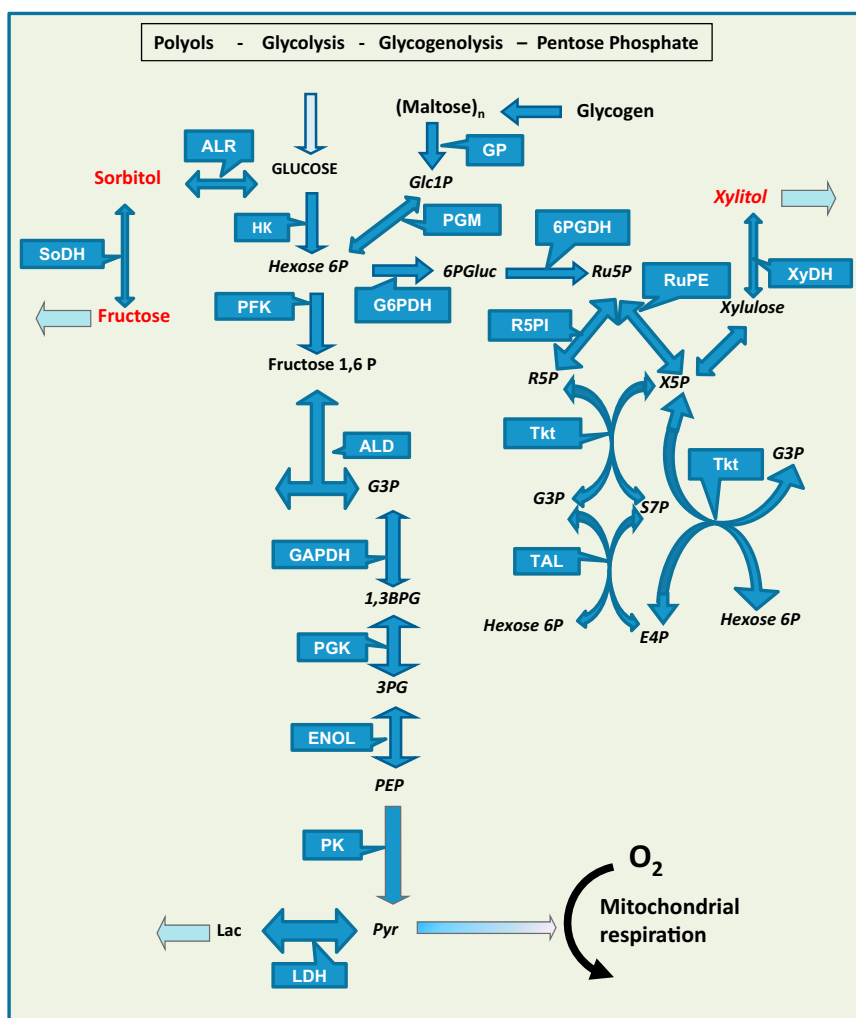 Polyols - Glycolysis - Glycogenolysis – Pentose Phosphate
(Maltose)n
Glycogen
ALR
GLUCOSE
GP
Sorbitol
Glc1P
Xylitol
HK
PGM
6PGDH
SoDH
Hexose 6P
6PGluc
Ru5P
RuPE
XyDH
Fructose
PFK
G6PDH
Xylulose
R5PI
Fructose 1,6 P
R5P
X5P
ALD
Tkt
Tkt
G3P
G3P
G3P
S7P
GAPDH
TAL
1,3BPG
Hexose 6P
E4P
Hexose 6P
PGK
3PG
ENOL
PEP
PK
O2
Mitochondrial
respiration
Lac
Pyr
LDH